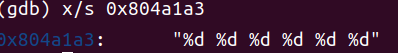 (gdb) x/s 0x804a1a3
0x804a1a3: "%d %d %d %d %d %d"